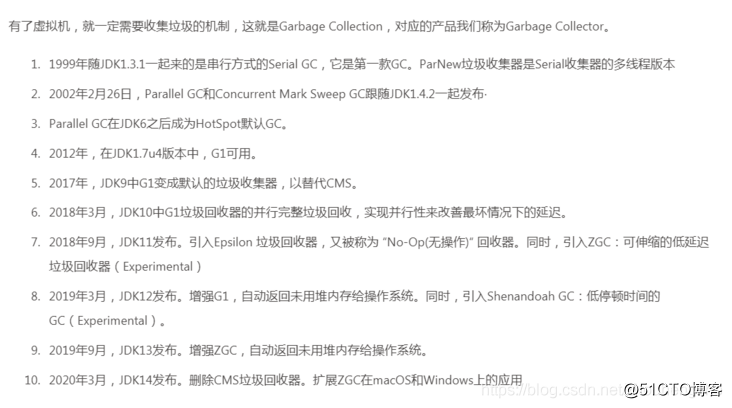 有了虚拟机，就一定需要收集垃圾的机制，这就是Garbage Collection，对应的产品我们称为Garbage Collector。
1. 1999年随JDK1.3.1一起来的是串行方式的Serial GC，它是第一款GC。ParNew垃圾收集器是Serial收集器的多线程版本
2. 2002年2月26日，Parallel GC和Concurrent Mark Sweep GC跟随JDK1.4.2一起发布·
3. Parallel GC在JDK6之后成为HotSpot默认GC。
4. 2012年，在JDK1.7u4版本中，G1可用。
5. 2017年，JDK9中G1变成默认的垃圾收集器，以替代CMS。
6. 2018年3月，JDK10中G1垃圾回收器的并行完整垃圾回收，实现并行性来改善最坏情况下的延迟。
7. 2018年9月，JDK11发布。引入Epsilon 垃圾回收器，又被称为 “No-Op(无操作)” 回收器。同时，引入ZGC：可伸缩的低延迟
垃圾回收器（Experimental）
8. 2019年3月，JDK12发布。增强G1，自动返回未用堆内存给操作系统。同时，引入Shenandoah GC：低停顿时间的
GC（Experimental）。
9. 2019年9月，JDK13发布。增强ZGC，自动返回未用堆内存给操作系统。
10. 2020年3月，JDK14发布。删除CMS垃圾回收器。扩展ZGC在macOS和Windows上的应用
https://blog.csdn.net
@51CTO博客